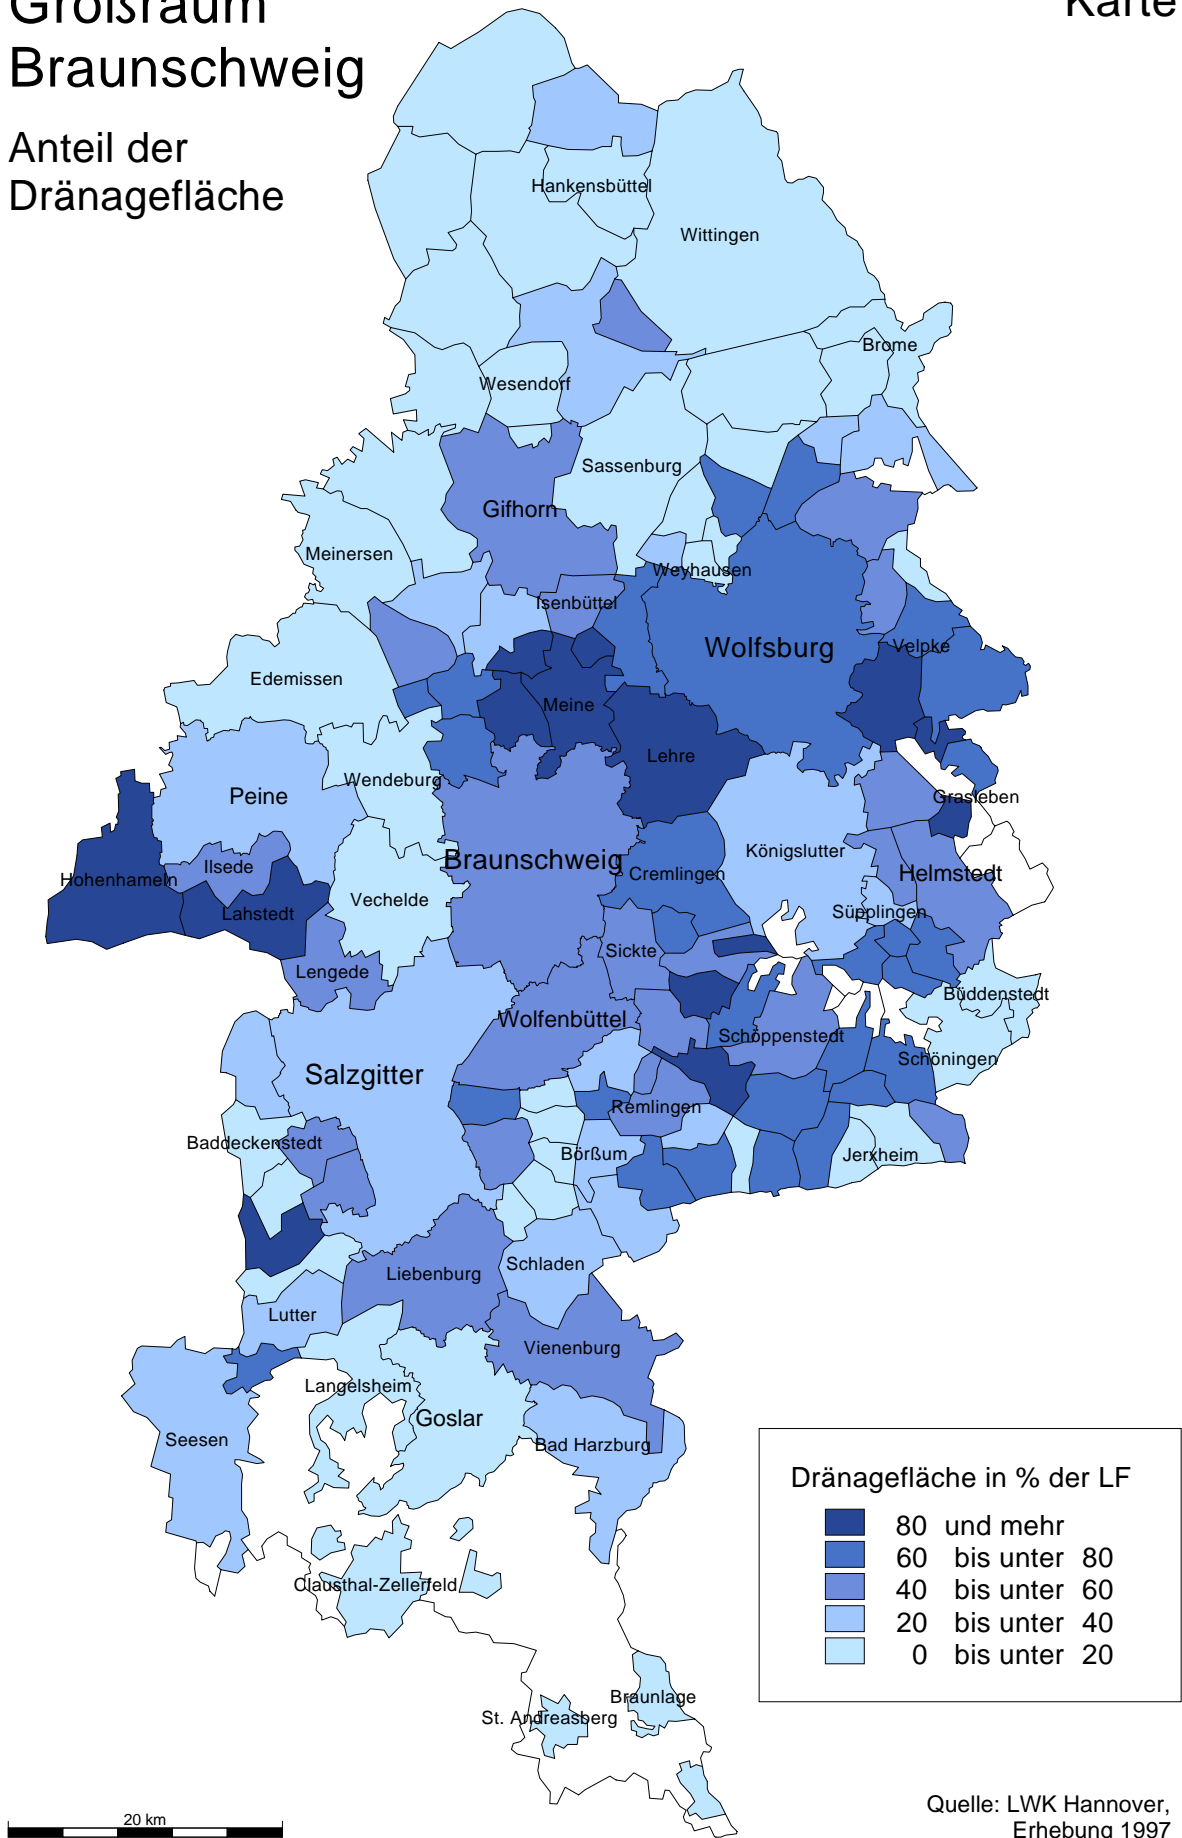 Großraum
Karte
Braunschweig
Anteil der
Dränagefläche
Hankensbüttel
Wittingen
Brome
Wesendorf
Sassenburg
Gifhorn
Meinersen
Weyhausen
Isenbüttel
Wolfsburg
Velpke
Edemissen
Meine
Lehre
Wendeburg
Peine
Grasleben
Königslutter
Braunschweig
Ilsede
Cremlingen
Helmstedt
Hohenhameln
Vechelde
Lahstedt
Süpplingen
Sickte
Lengede
Büddenstedt
Wolfenbüttel
Schöppenstedt
Schöningen
Salzgitter
Remlingen
Baddeckenstedt
Börßum
Jerxheim
Schladen
Liebenburg
Lutter
Vienenburg
Langelsheim
Goslar
Seesen
Bad Harzburg
Dränagefläche in % der LF
80 und mehr
60 bis unter 80
40 bis unter 60
20 bis unter 40
0 bis unter 20
Clausthal-Zellerfeld
Braunlage
St. Andreasberg
Quelle: LWK Hannover,
Erhebung 1997
20 km